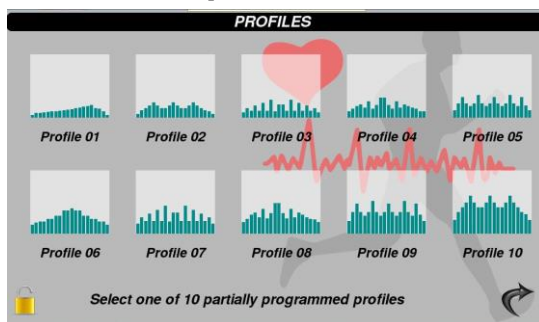 PROFILES
Profile 01 Profile 02 Profile 03 Profile 04 Profile 05
Profile 06 Profile 07 Profile 08 Profile 09 Profile 10
Select one of 10 partially programmed profiles